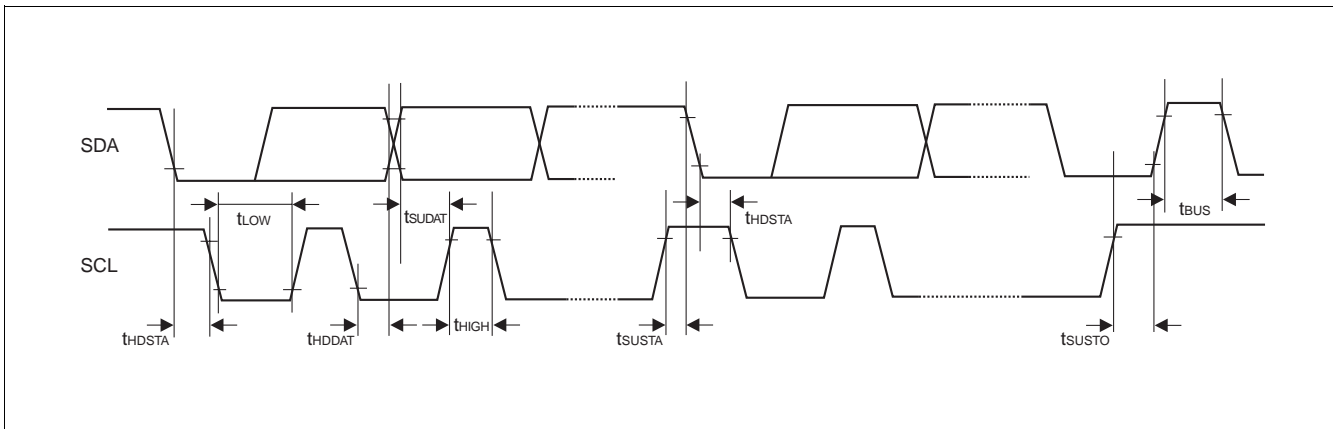 SDA
tLOW
tSUDAT
tHDSTA
tBUS
SCL
tHDSTA
tHDDAT
tHIGH
tSUSTA
tSUSTO